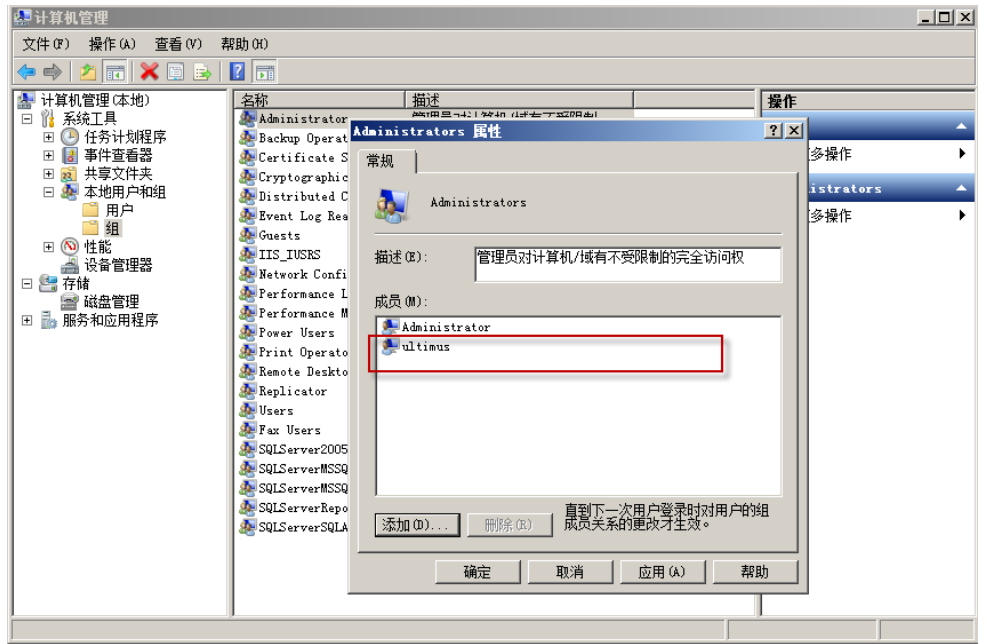 计算机管理
文件(F) 操作(A) 查看(V) 帮助(H)
计算机管理(本地)
系统工具
任务计划程序
事件查看器
共享文件夹
本地用户和组
用户
组
性能
设备管理器
存储
磁盘管理
服务和应用程序
名称 描述
Administrator
Backup Operat
Certificate S
Cryptographic
Distributed C
Event Log Rea
Guests
IIS_IUSRS
Network Confi
Performance L
Performance M
Power Users
Print Operato
Remote Deskto
Replicator
Users
Fax Users
SQLServer2005
SQLServerMSSQ
SQLServerMSSQ
SQLServerRepo
SQLServerSQLA
Administrators 属性
常规
Administrators
描述(E): 管理员对计算机/域有不受限制的完全访问权
成员(M):
Administrator
ultimus
添加(D)... 删除(R)
直到下一次用户登录时对用户的组
成员关系的更改才生效。
确定 取消 应用(A) 帮助
操作
多操作
istrators
多操作